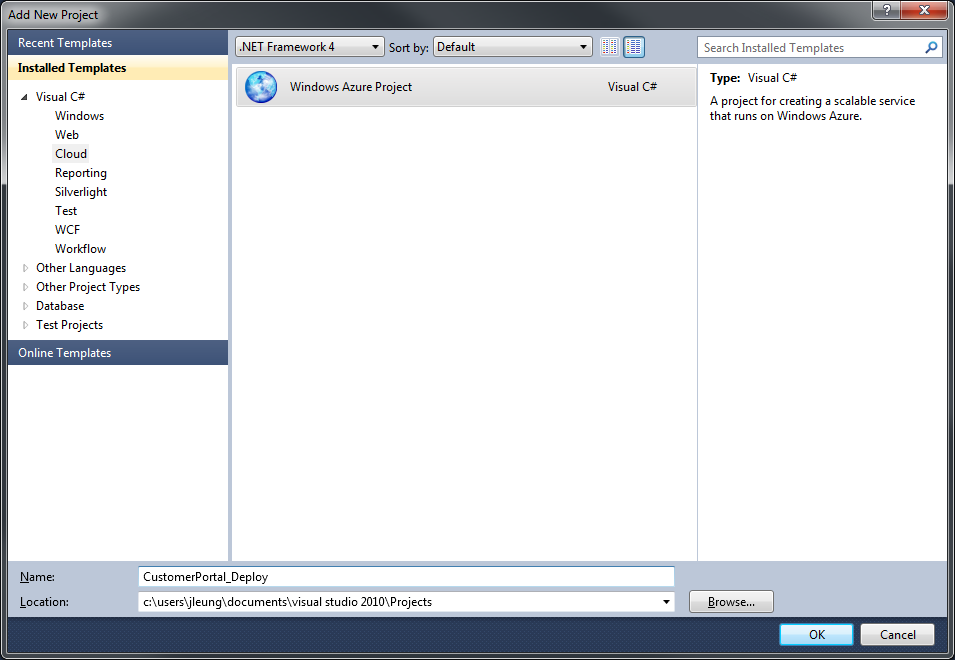 Add New Project
?
Recent Templates
Installed Templates
Visual C#
Windows
Web
Cloud
Reporting
Silverlight
Test
WCF
Workflow
Other Languages
Other Project Types
Database
Test Projects
Online Templates
.NET Framework 4 Sort by: Default
Windows Azure Project Visual C#
Search Installed Templates
Type: Visual C#
A project for creating a scalable service
that runs on Windows Azure.
Name: CustomerPortal_Deploy
Location: c:\users\jleung\documents\visual studio 2010\Projects Browse...
OK Cancel